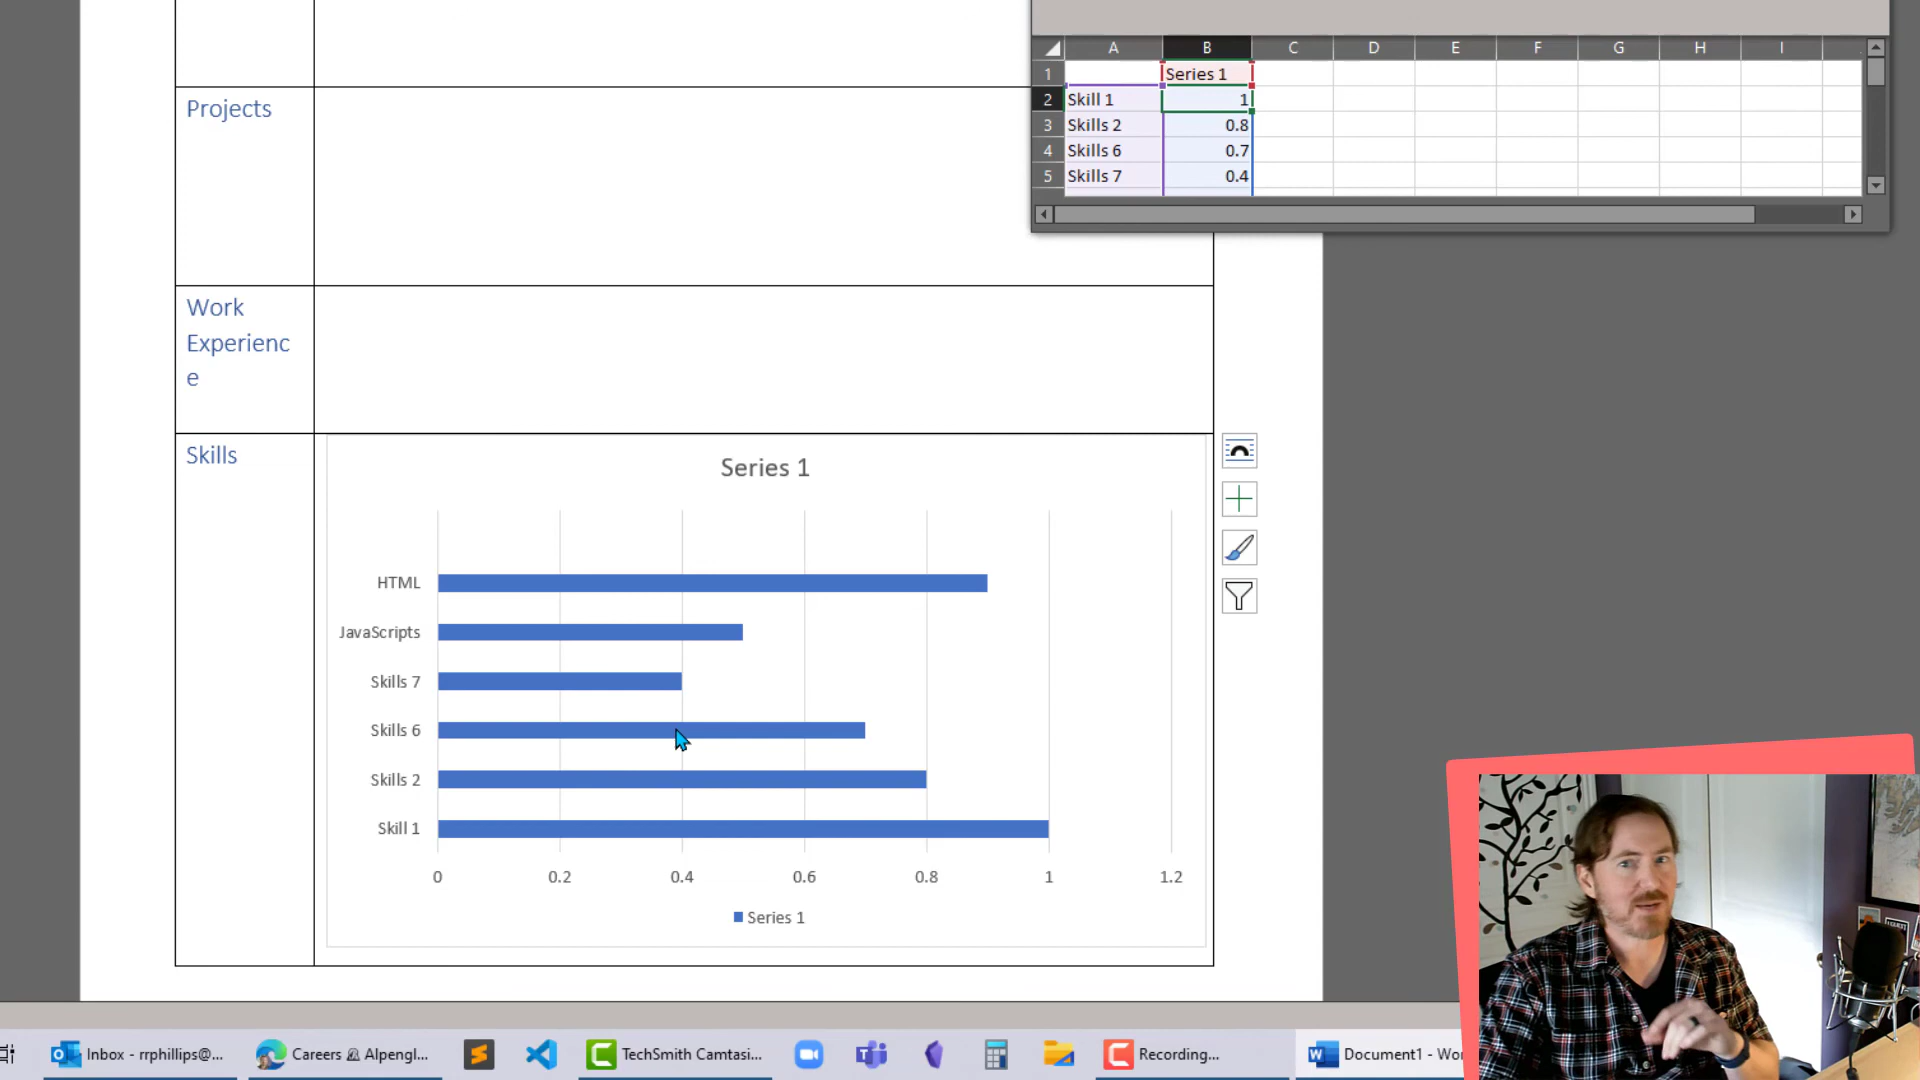 A B C D E F G H I
1 Series 1
2 Skill 1 1
3 Skills 2 0.8
4 Skills 6 0.7
5 Skills 7 0.4
Projects
Work
Experienc
e
Skills
Series 1
HTML
JavaScripts
Skills 7
Skills 6
Skills 2
Skill 1
0 0.2 0.4 0.6 0.8 1 1.2
Series 1
Inbox - rrphillips@...
Careers Alpengl...
TechSmith Camtasi...
Recording...
Document1 - Wor